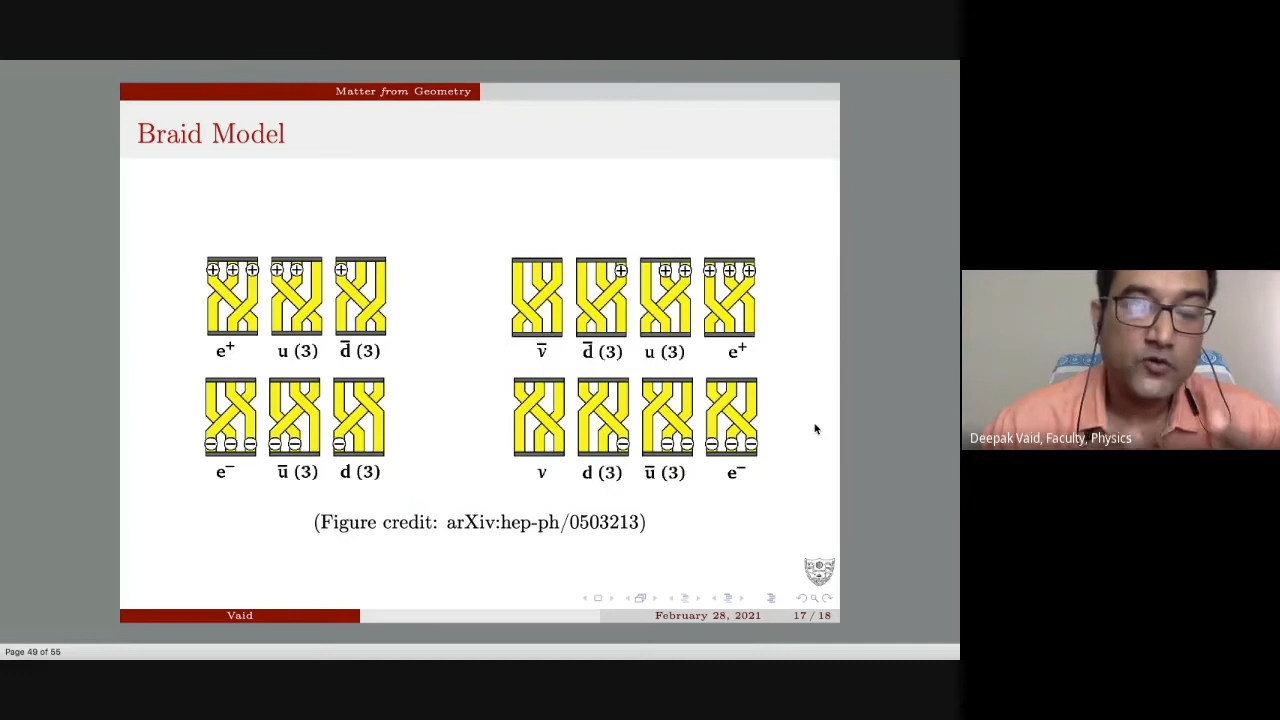 Matter from Geometry
Braid Model
+ + + + + + + + + + + +
e⁺ u (3) d̅ (3) ν̅ d̅ (3) u (3) e⁺
− − − − − − − − − − − −
e⁻ u̅ (3) d (3) ν d (3) u̅ (3) e⁻
(Figure credit: arXiv:hep-ph/0503213)
Vaid February 28, 2021 17 / 18
Page 49 of 55
Deepak Vaid, Faculty, Physics